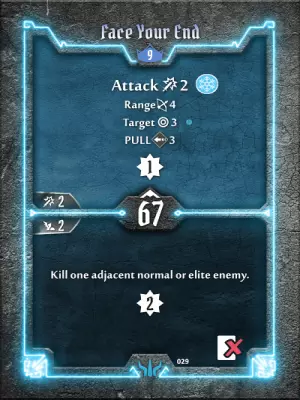 Face Your End
9
Attack 2
Range 4
Target 3
PULL 3
1
2
67
2
Kill one adjacent normal or elite enemy.
2
029